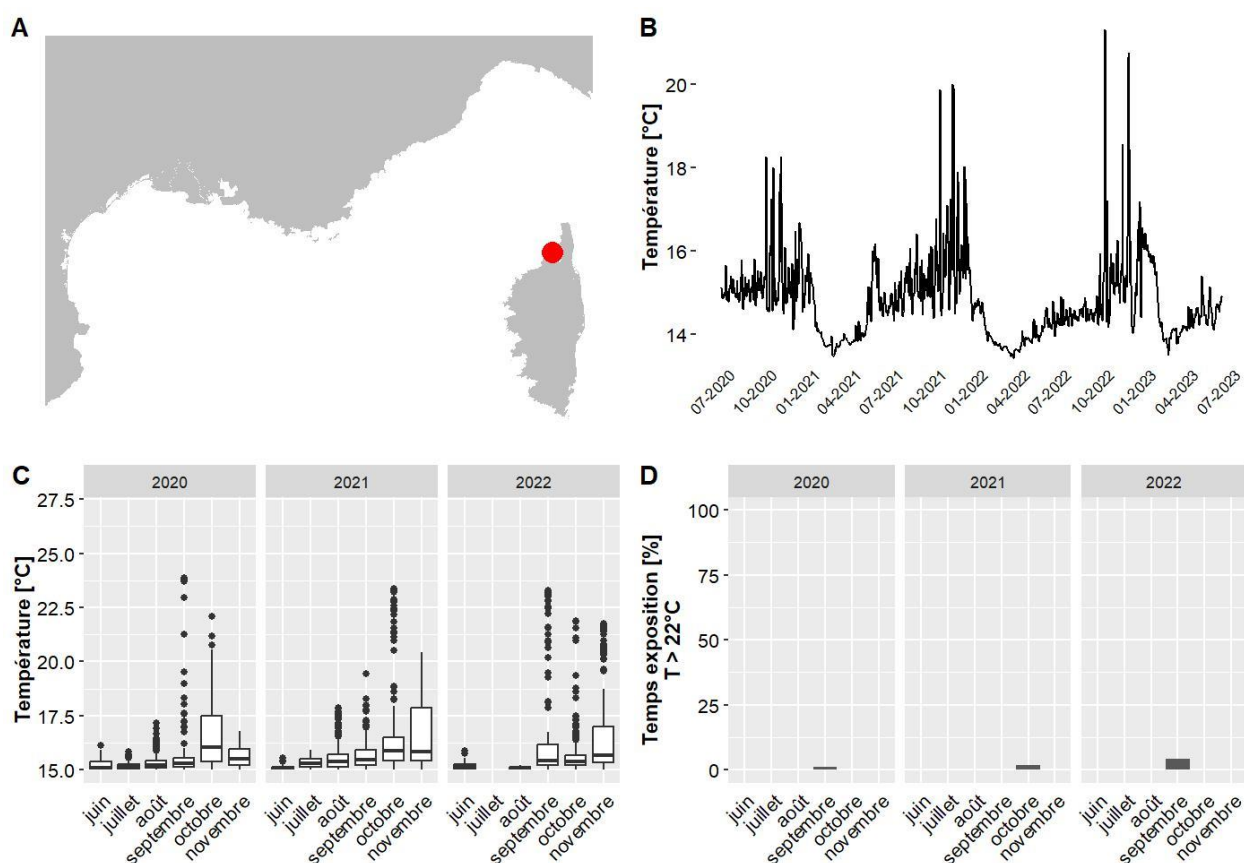 A
B
Température [°C]
20
18
16
14
07-2020
10-2020
01-2021
04-2021
07-2021
10-2021
01-2022
04-2022
07-2022
10-2022
01-2023
04-2023
07-2023
C
2020
2021
2022
Température [°C]
27.5
25.0
22.5
20.0
17.5
15.0
juin
juillet
août
septembre
octobre
novembre
juin
juillet
août
septembre
octobre
novembre
juin
juillet
août
septembre
octobre
novembre
D
2020
2021
2022
Temps exposition [%]
T > 22°C
100
75
50
25
0
juin
juillet
août
septembre
octobre
novembre
juin
juillet
août
septembre
octobre
novembre
juin
juillet
août
septembre
octobre
novembre